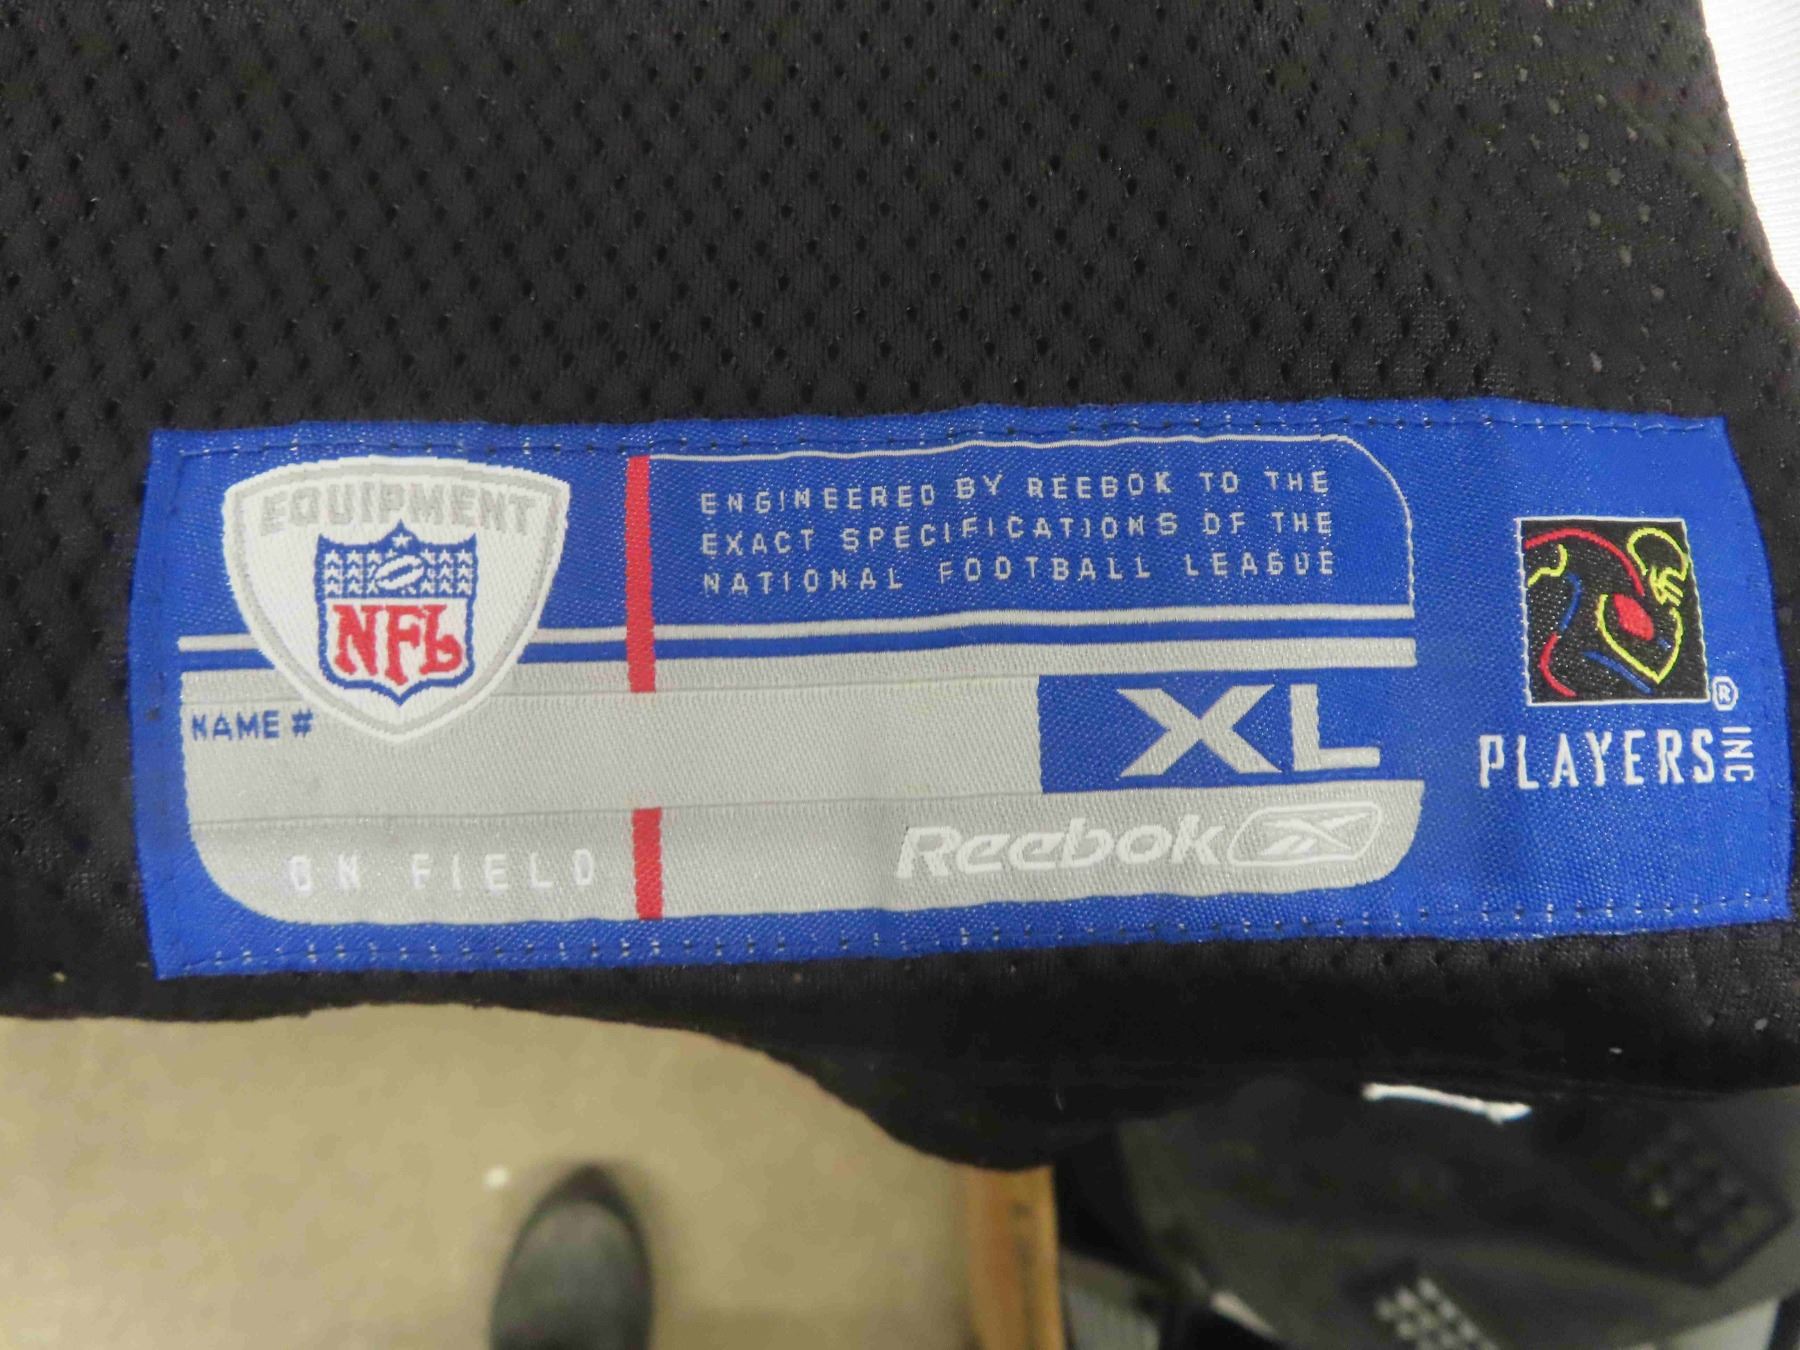 EQUIPMENT
NFL
ENGINEERED BY REEBOK TO THE
EXACT SPECIFICATIONS OF THE
NATIONAL FOOTBALL LEAGUE
NAME #
XL
ON FIELD
Reebok
®
PLAYERS INC